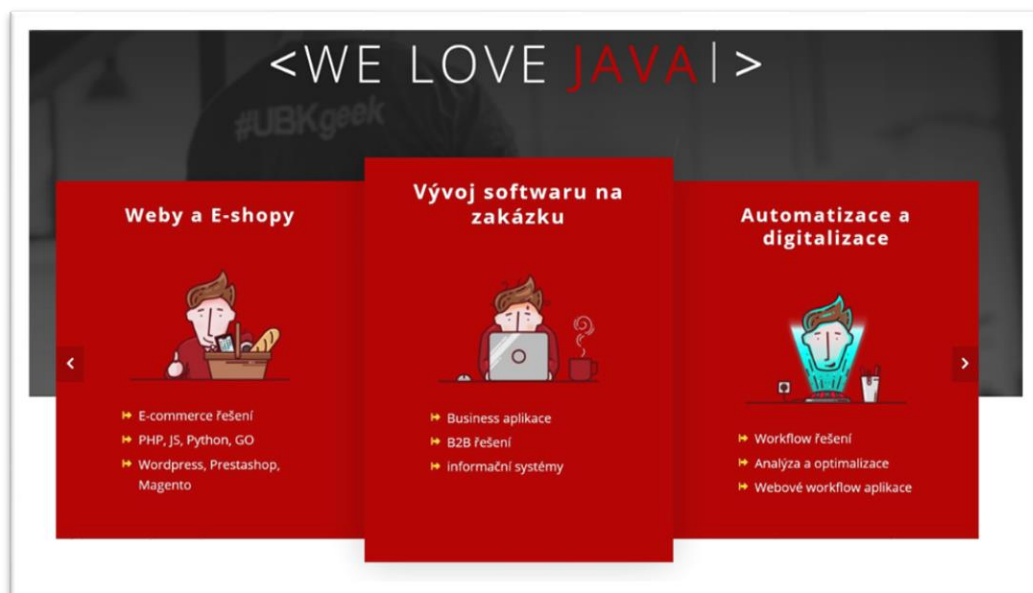 <WE LOVE JAVA|>
#UBKgeek
Weby a E-shopy
E-commerce řešení
PHP, JS, Python, GO
Wordpress, Prestashop,
Magento
Vývoj softwaru na
zakázku
Business aplikace
B2B řešení
informační systémy
Automatizace a
digitalizace
Workflow řešení
Analýza a optimalizace
Webové workflow aplikace